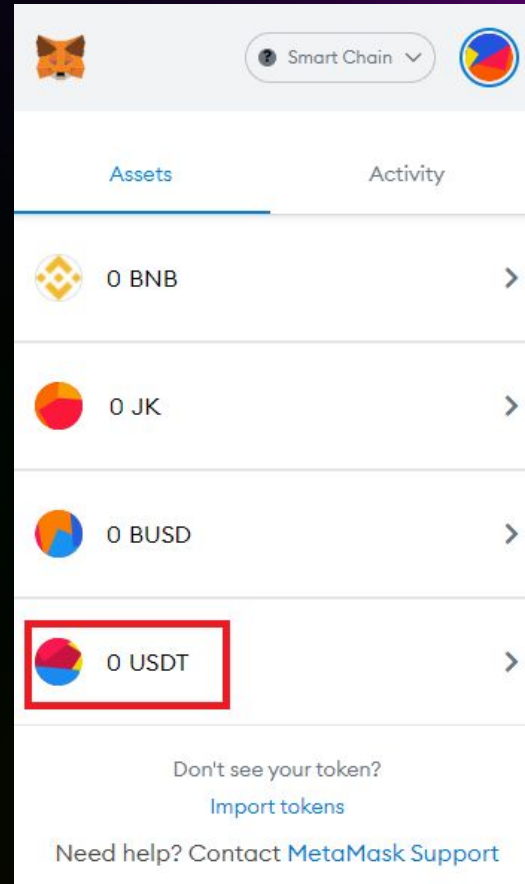 Smart Chain
Assets Activity
0 BNB
0 JK
0 BUSD
0 USDT
Don't see your token?
Import tokens
Need help? Contact MetaMask Support